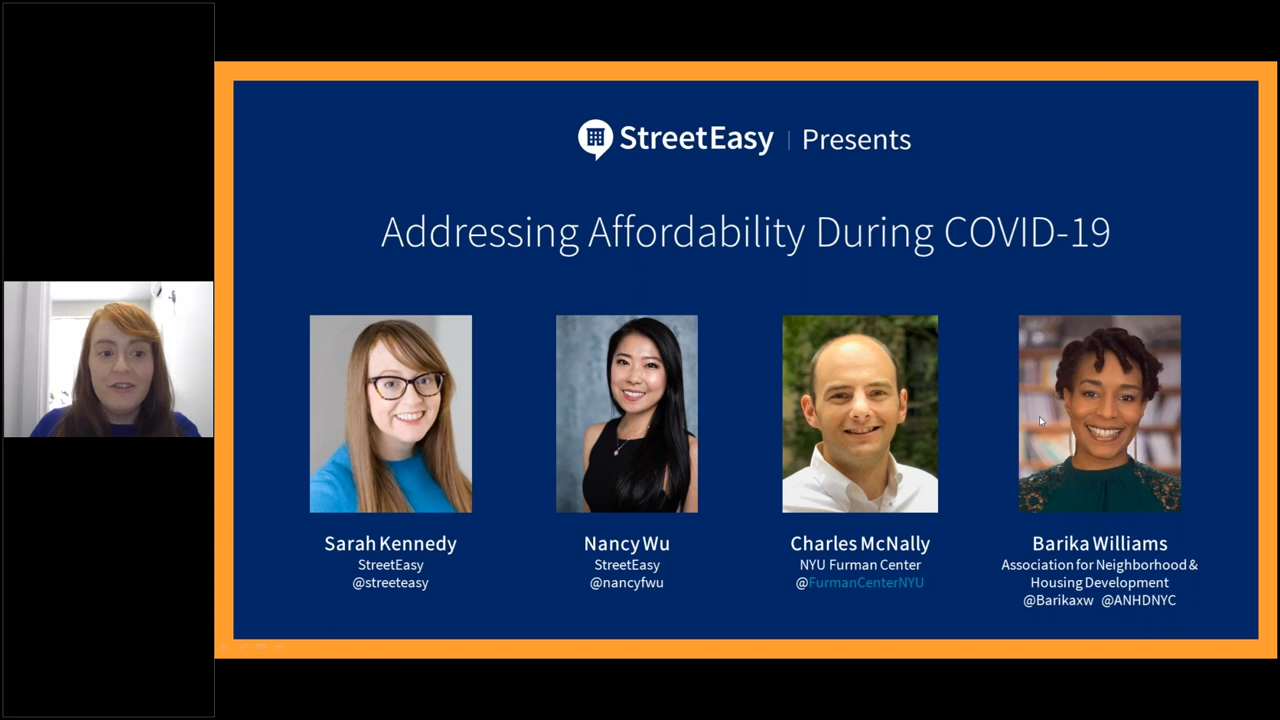 StreetEasy | Presents
Addressing Affordability During COVID-19
Sarah Kennedy
StreetEasy
@streeteasy
Nancy Wu
StreetEasy
@nancyfwu
Charles McNally
NYU Furman Center
@FurmanCenterNYU
Barika Williams
Association for Neighborhood &
Housing Development
@Barikaxw @ANHDNYC